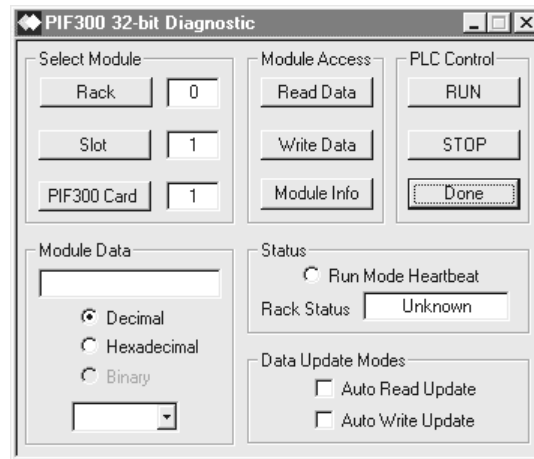 PIF300 32-bit Diagnostic
Select Module
Rack 0
Slot 1
PIF300 Card 1
Module Access
Read Data
Write Data
Module Info
PLC Control
RUN
STOP
Done
Module Data
Decimal
Hexadecimal
Binary
Status
Run Mode Heartbeat
Rack Status Unknown
Data Update Modes
Auto Read Update
Auto Write Update